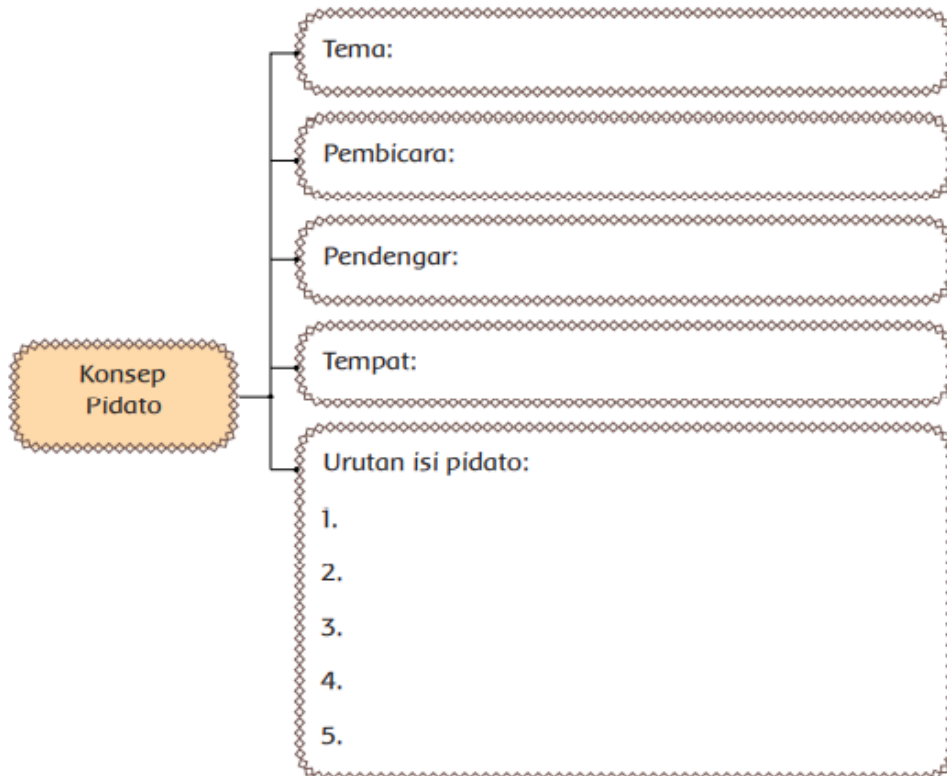 Tema:
Pembicara:
Pendengar:
Tempat:
Konsep
Pidato
Urutan isi pidato:
1.
2.
3.
4.
5.